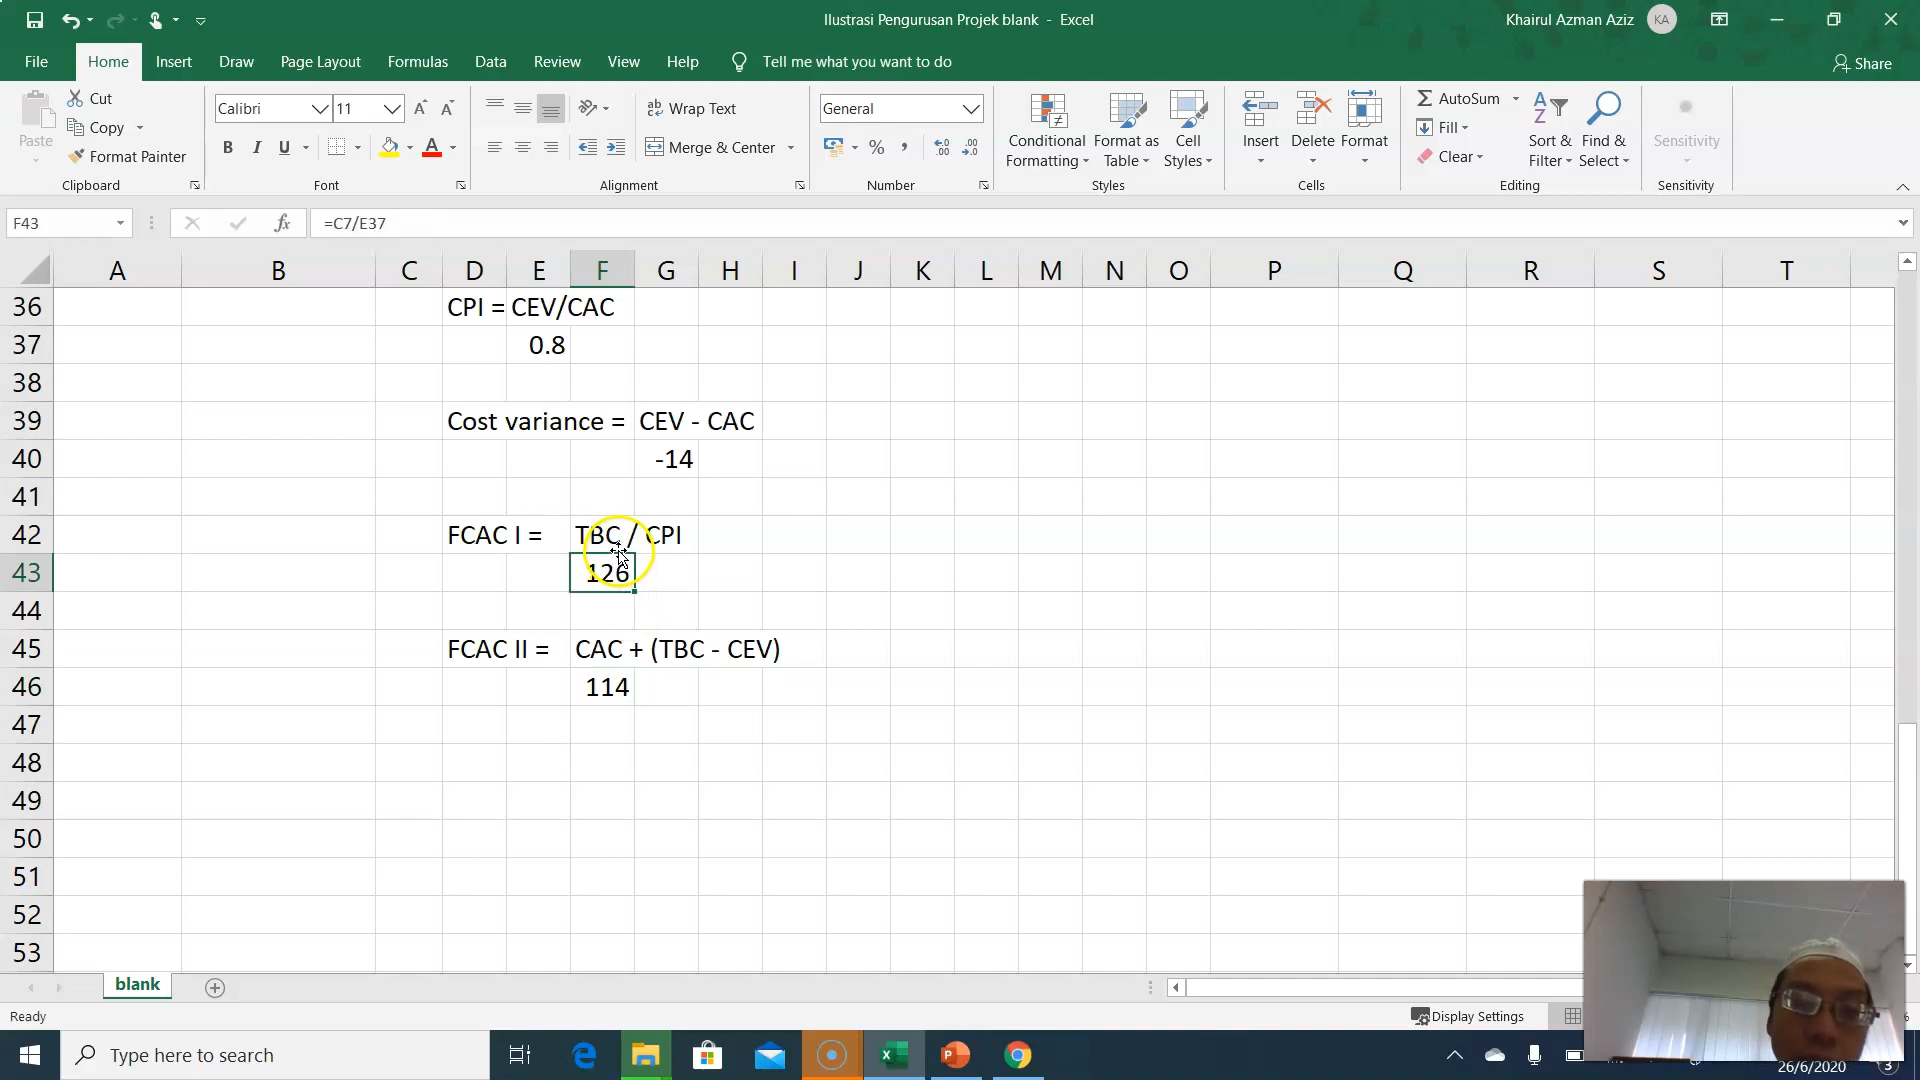 Ilustrasi Pengurusan Projek blank - Excel
Khairul Azman Aziz
KA
File Home Insert Draw Page Layout Formulas Data Review View Help Tell me what you want to do
Share
Paste
Cut
Copy
Format Painter
Clipboard
Calibri 11
B I U
Font
Wrap Text
Merge & Center
Alignment
General
Number
Conditional Formatting
Format as Table
Cell Styles
Styles
Insert Delete Format
Cells
AutoSum
Fill
Clear
Sort & Filter
Find & Select
Editing
Sensitivity
Sensitivity
F43 fx =C7/E37
A B C D E F G H I J K L M N O P Q R S T
36 CPI = CEV/CAC
37 0.8
38
39 Cost variance = CEV - CAC
40 -14
41
42 FCAC I = TBC / CPI
43 126
44
45 FCAC II = CAC + (TBC - CEV)
46 114
47
48
49
50
51
52
53
blank
Ready
Display Settings
Type here to search
26/6/2020
3